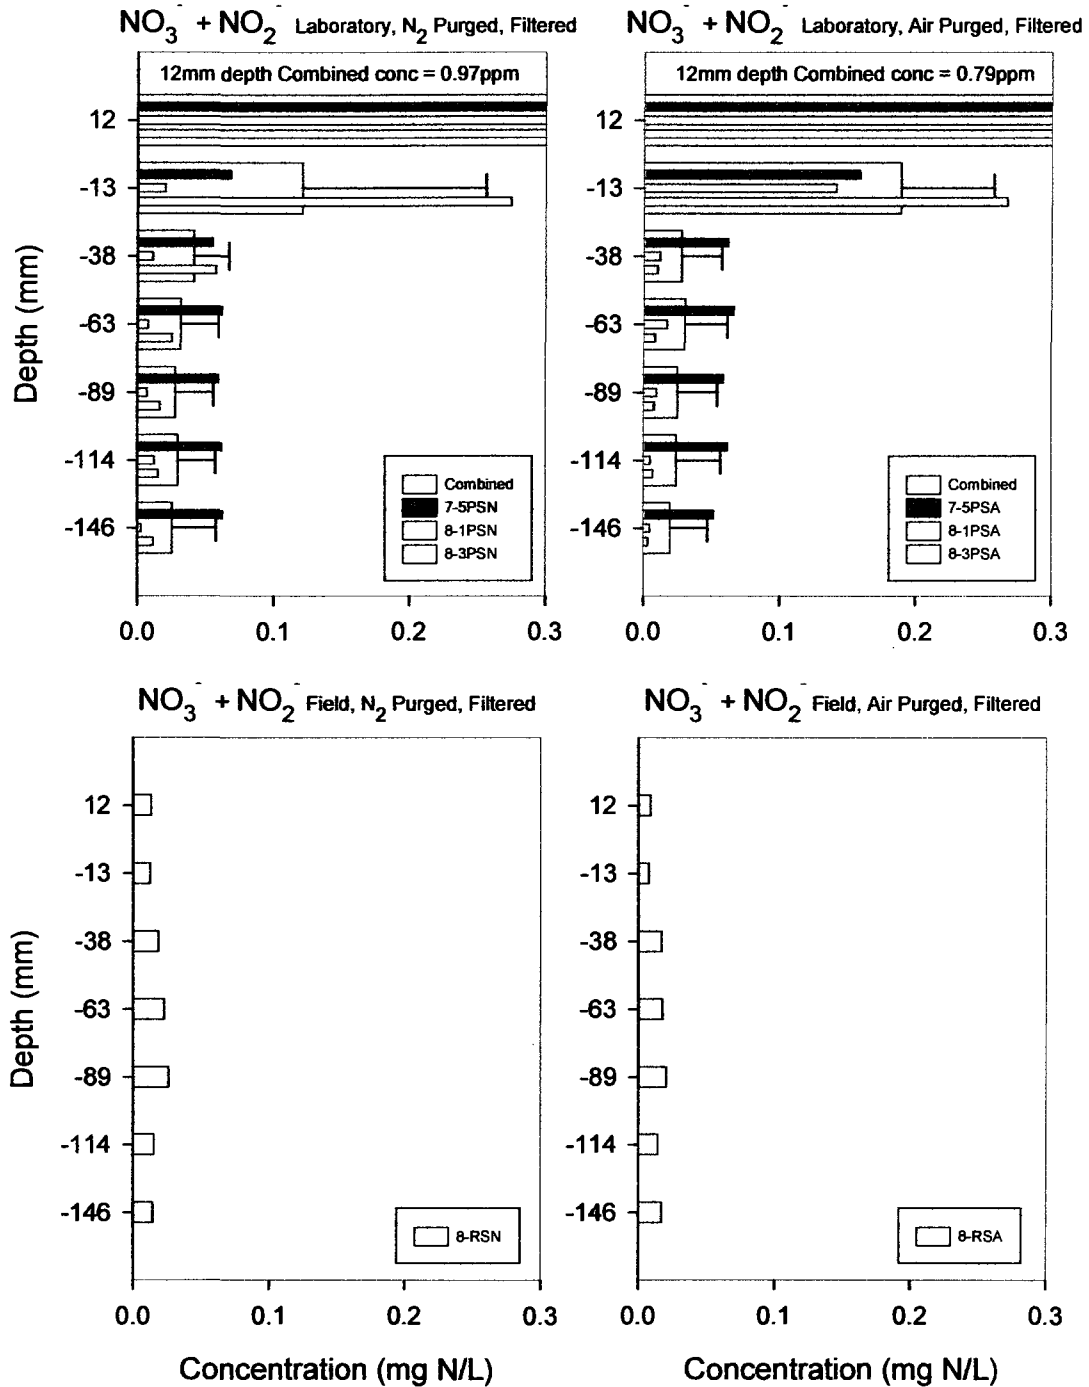 NO3- + NO2- Laboratory, N2 Purged, Filtered
12mm depth Combined conc = 0.97ppm
12
-13
-38
-63
-89
-114
-146
Depth (mm)
Combined
7-5PSN
8-1PSN
8-3PSN
0.0 0.1 0.2 0.3
NO3- + NO2- Laboratory, Air Purged, Filtered
12mm depth Combined conc = 0.79ppm
12
-13
-38
-63
-89
-114
-146
Combined
7-5PSA
8-1PSA
8-3PSA
0.0 0.1 0.2 0.3
NO3- + NO2- Field, N2 Purged, Filtered
12
-13
-38
-63
-89
-114
-146
Depth (mm)
8-RSN
0.0 0.1 0.2 0.3
Concentration (mg N/L)
NO3- + NO2- Field, Air Purged, Filtered
12
-13
-38
-63
-89
-114
-146
8-RSA
0.0 0.1 0.2 0.3
Concentration (mg N/L)